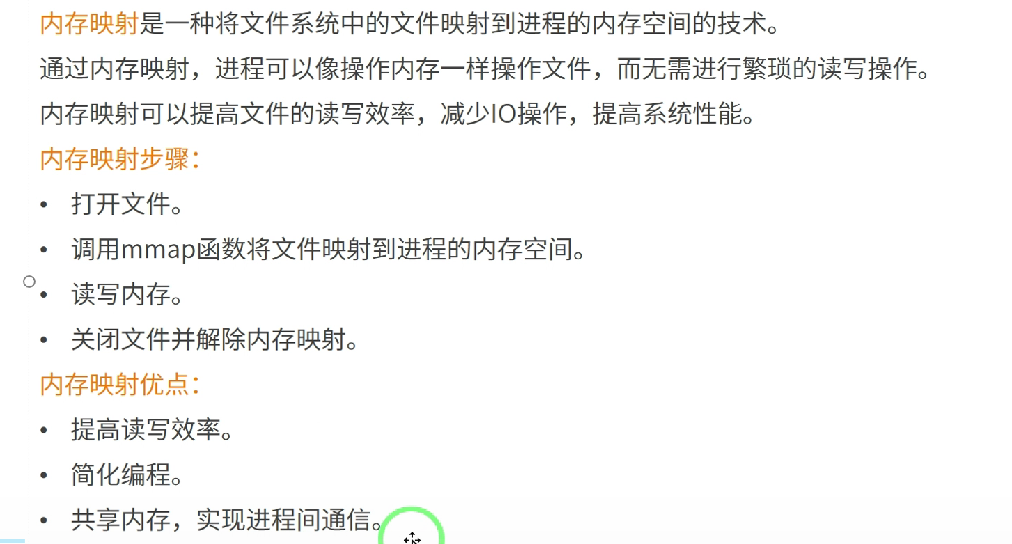 内存映射是一种将文件系统中的文件映射到进程的内存空间的技术。
通过内存映射，进程可以像操作内存一样操作文件，而无需进行繁琐的读写操作。
内存映射可以提高文件的读写效率，减少IO操作，提高系统性能。
内存映射步骤：
• 打开文件。
• 调用mmap函数将文件映射到进程的内存空间。
• 读写内存。
• 关闭文件并解除内存映射。
内存映射优点：
• 提高读写效率。
• 简化编程。
• 共享内存，实现进程间通信。